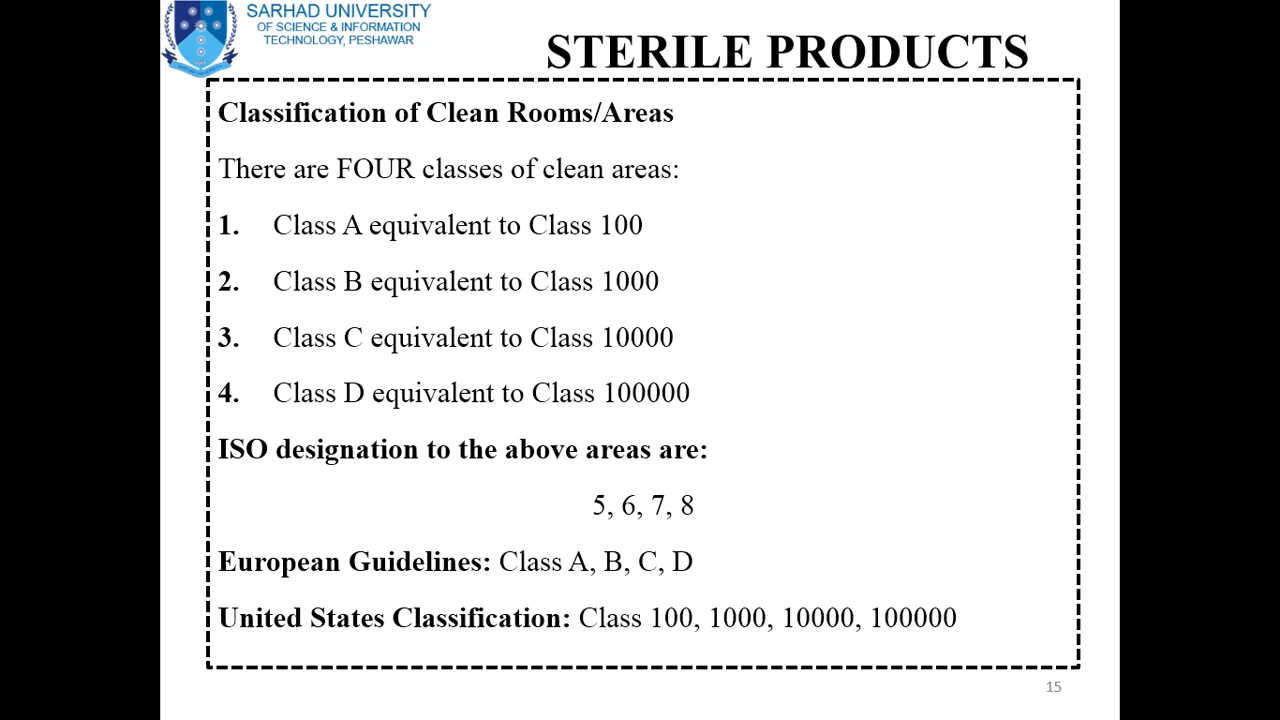 SARHAD UNIVERSITY
OF SCIENCE & INFORMATION
TECHNOLOGY, PESHAWAR
STERILE PRODUCTS
Classification of Clean Rooms/Areas
There are FOUR classes of clean areas:
1. Class A equivalent to Class 100
2. Class B equivalent to Class 1000
3. Class C equivalent to Class 10000
4. Class D equivalent to Class 100000
ISO designation to the above areas are:
5, 6, 7, 8
European Guidelines: Class A, B, C, D
United States Classification: Class 100, 1000, 10000, 100000
15